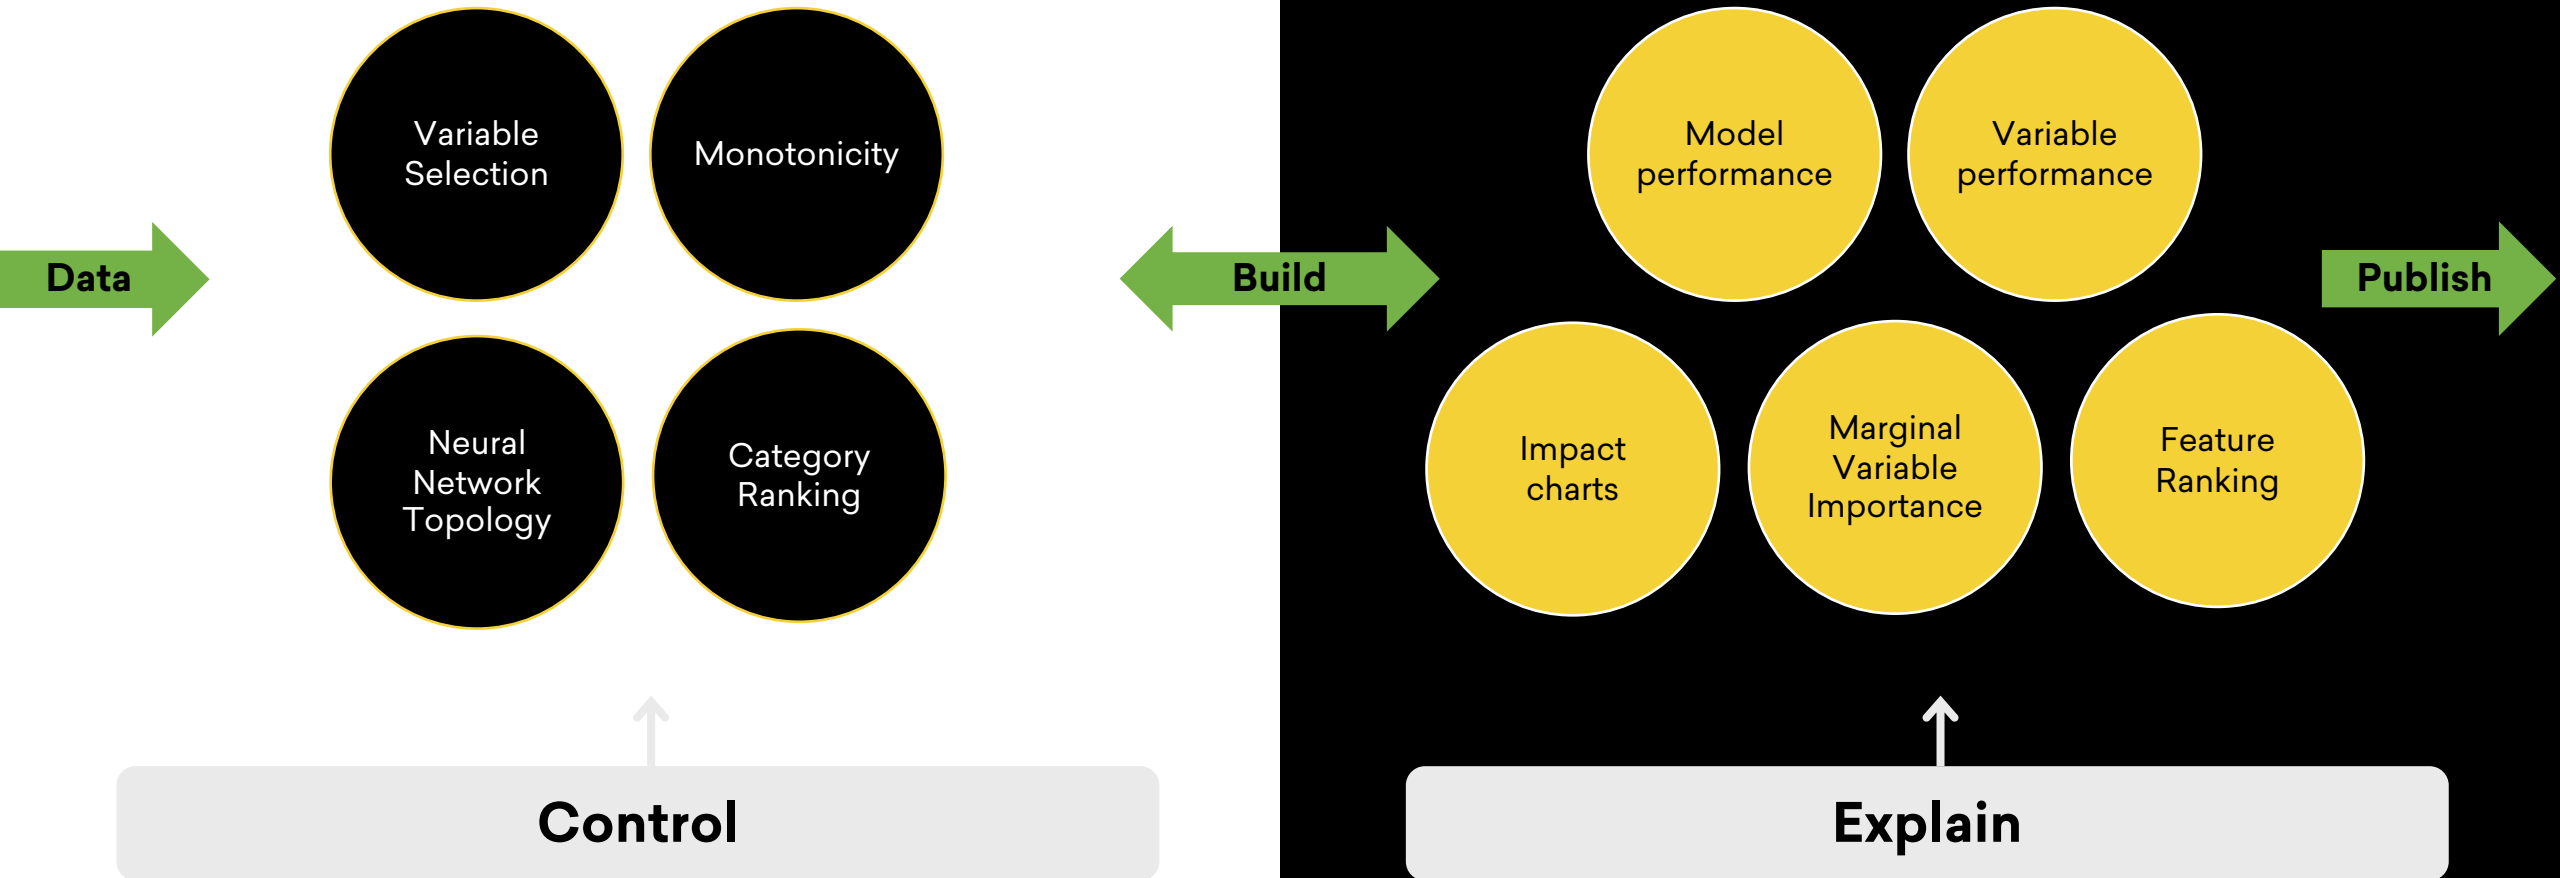 Data
Variable
Selection
Monotonicity
Neural
Network
Topology
Category
Ranking
Control
Build
Model
performance
Variable
performance
Impact
charts
Marginal
Variable
Importance
Feature
Ranking
Explain
Publish